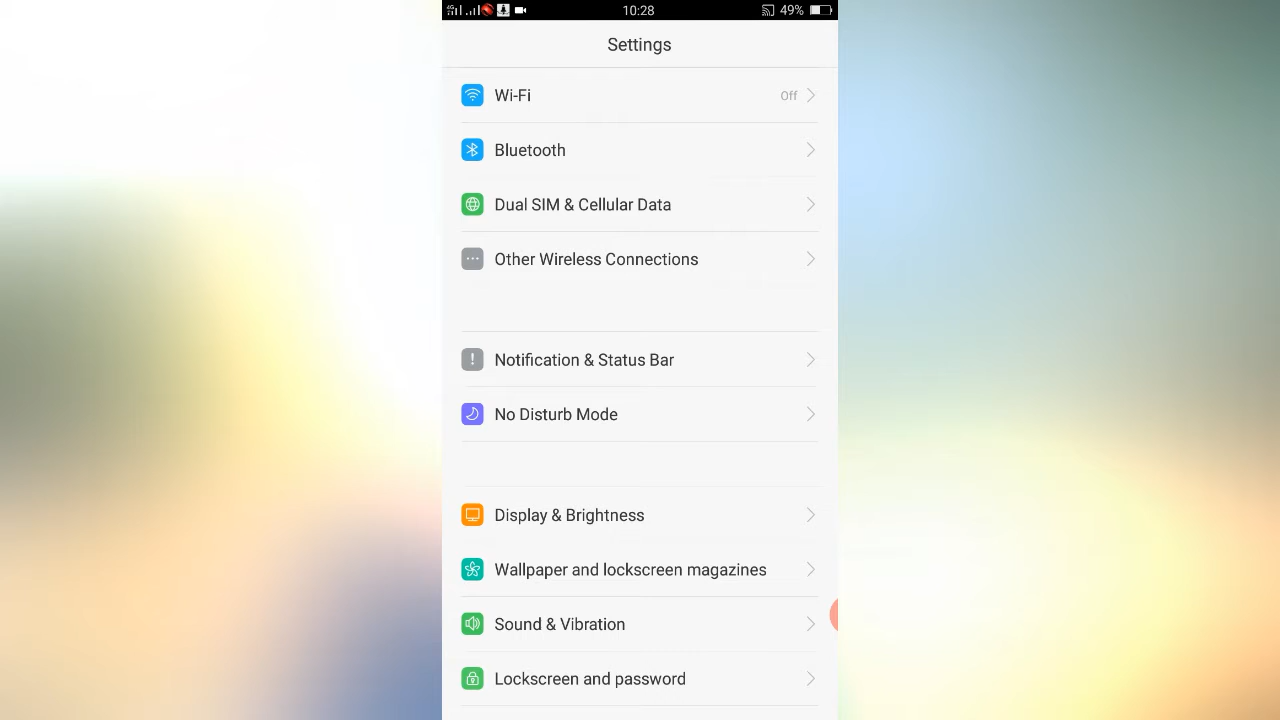 10:28
49%
Settings
Wi-Fi
Off
Bluetooth
Dual SIM & Cellular Data
Other Wireless Connections
Notification & Status Bar
No Disturb Mode
Display & Brightness
Wallpaper and lockscreen magazines
Sound & Vibration
Lockscreen and password